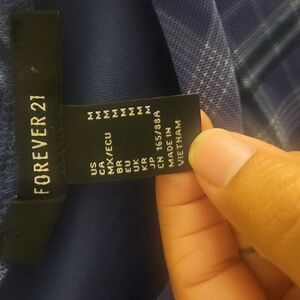 FOREVER 21
US M
CA M
MX/ECU M
BR M
EU M
UK M
KR
JP
CN 165/88A
MADE IN
VIETNAM